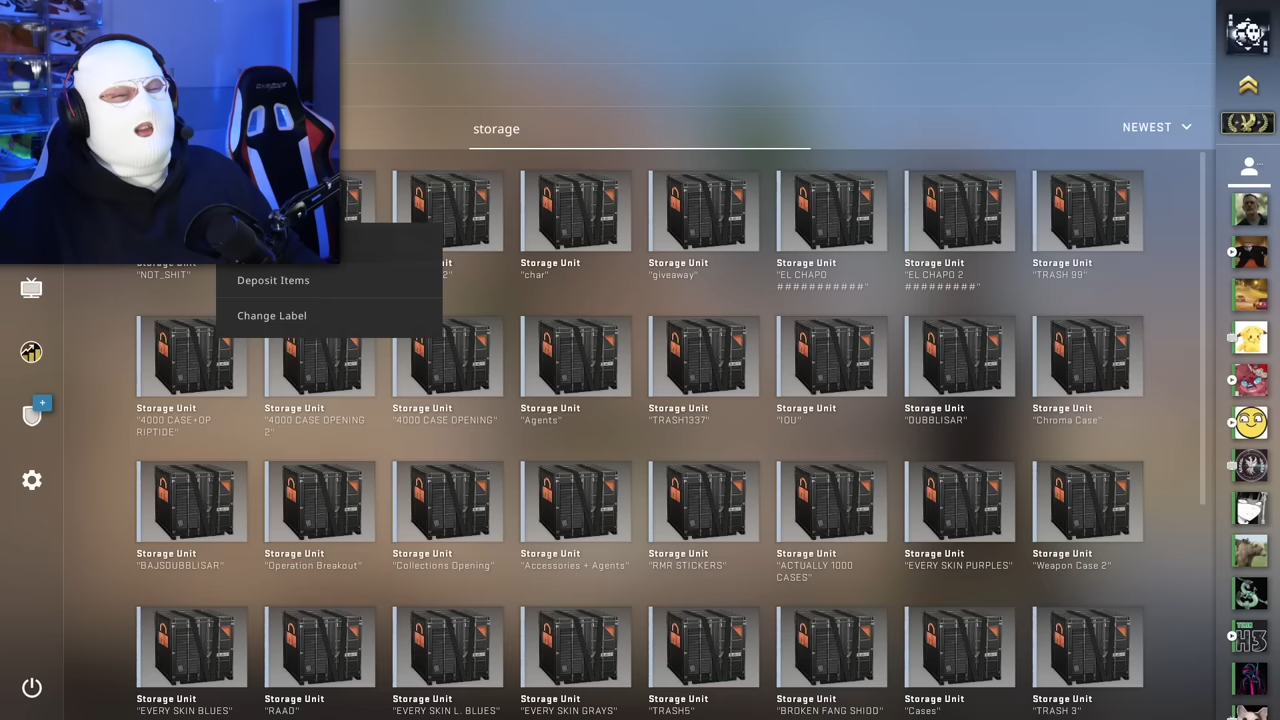 storage
NEWEST
Storage Unit
"NOT_SHIT"
2"
Storage Unit
"char"
Storage Unit
"giveaway"
Storage Unit
"EL CHAPO
###########"
Storage Unit
"EL CHAPO 2
#########"
Storage Unit
"TRASH 99"
Deposit Items
Change Label
Storage Unit
"4000 CASE+OP
RIPTIDE"
Storage Unit
"4000 CASE OPENING
2"
Storage Unit
"4000 CASE OPENING"
Storage Unit
"Agents"
Storage Unit
"TRASH1337"
Storage Unit
"IOU"
Storage Unit
"DUBBLISAR"
Storage Unit
"Chroma Case"
Storage Unit
"BAJSDUBBLISAR"
Storage Unit
"Operation Breakout"
Storage Unit
"Collections Opening"
Storage Unit
"Accessories + Agents"
Storage Unit
"RMR STICKERS"
Storage Unit
"ACTUALLY 1000
CASES"
Storage Unit
"EVERY SKIN PURPLES"
Storage Unit
"Weapon Case 2"
Storage Unit
"EVERY SKIN BLUES"
Storage Unit
"RAAD"
Storage Unit
"EVERY SKIN L. BLUES"
Storage Unit
"EVERY SKIN GRAYS"
Storage Unit
"TRASH5"
Storage Unit
"BROKEN FANG SHIDD"
Storage Unit
"Cases"
Storage Unit
"TRASH 3"
H3